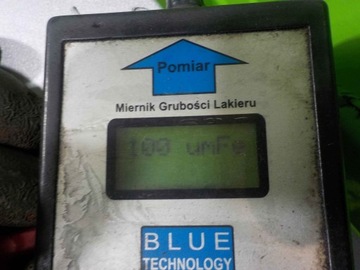 Pomiar
Miernik Grubości Lakieru
100 umFe
BLUE
TECHNOLOGY